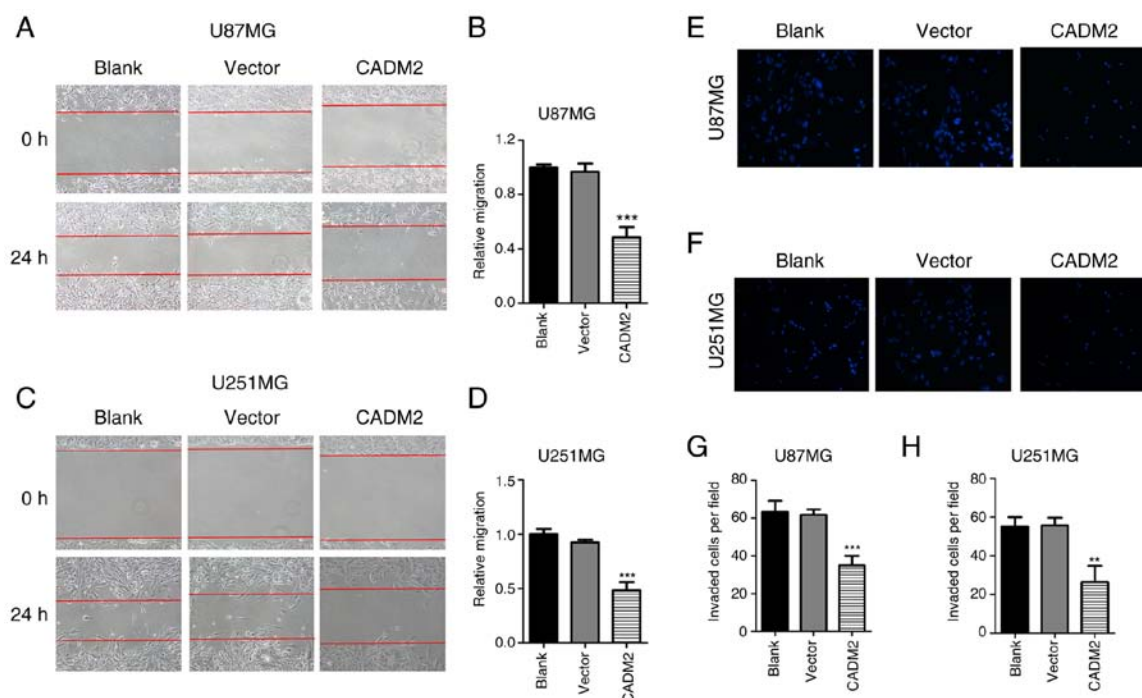 A
U87MG
Blank Vector CADM2
0 h
24 h
B
U87MG
Relative migration
1.2
1.0
0.4
0.0
Blank
Vector
CADM2
***
C
U251MG
Blank Vector CADM2
0 h
24 h
D
U251MG
Relative migration
1.5
1.0
0.5
0.0
Blank
Vector
CADM2
***
E
Blank Vector CADM2
U87MG
F
Blank Vector CADM2
U251MG
G
U87MG
Invaded cells per field
80
60
40
20
0
Blank
Vector
CADM2
***
H
U251MG
Invaded cells per field
80
60
40
20
0
Blank
Vector
CADM2
**